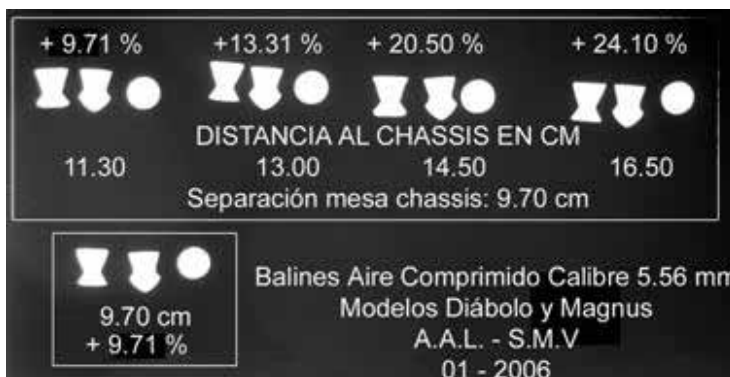 + 9.71 % +13.31 % + 20.50 % + 24.10 %
DISTANCIA AL CHASSIS EN CM
11.30 13.00 14.50 16.50
Separación mesa chassis: 9.70 cm
9.70 cm
+ 9.71 %
Balines Aire Comprimido Calibre 5.56 mm
Modelos Diábolo y Magnus
A.A.L. - S.M.V
01 - 2006